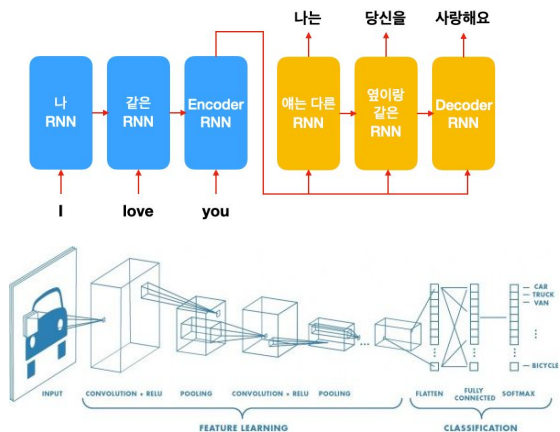 나는 당신을 사랑해요
나 RNN
같은 RNN
Encoder RNN
얘는 다른 RNN
옆이랑 같은 RNN
Decoder RNN
I love you
CAR
TRUCK
VAN
BICYCLE
INPUT CONVOLUTION + RELU POOLING CONVOLUTION + RELU POOLING FLATTEN FULLY CONNECTED SOFTMAX
FEATURE LEARNING CLASSIFICATION